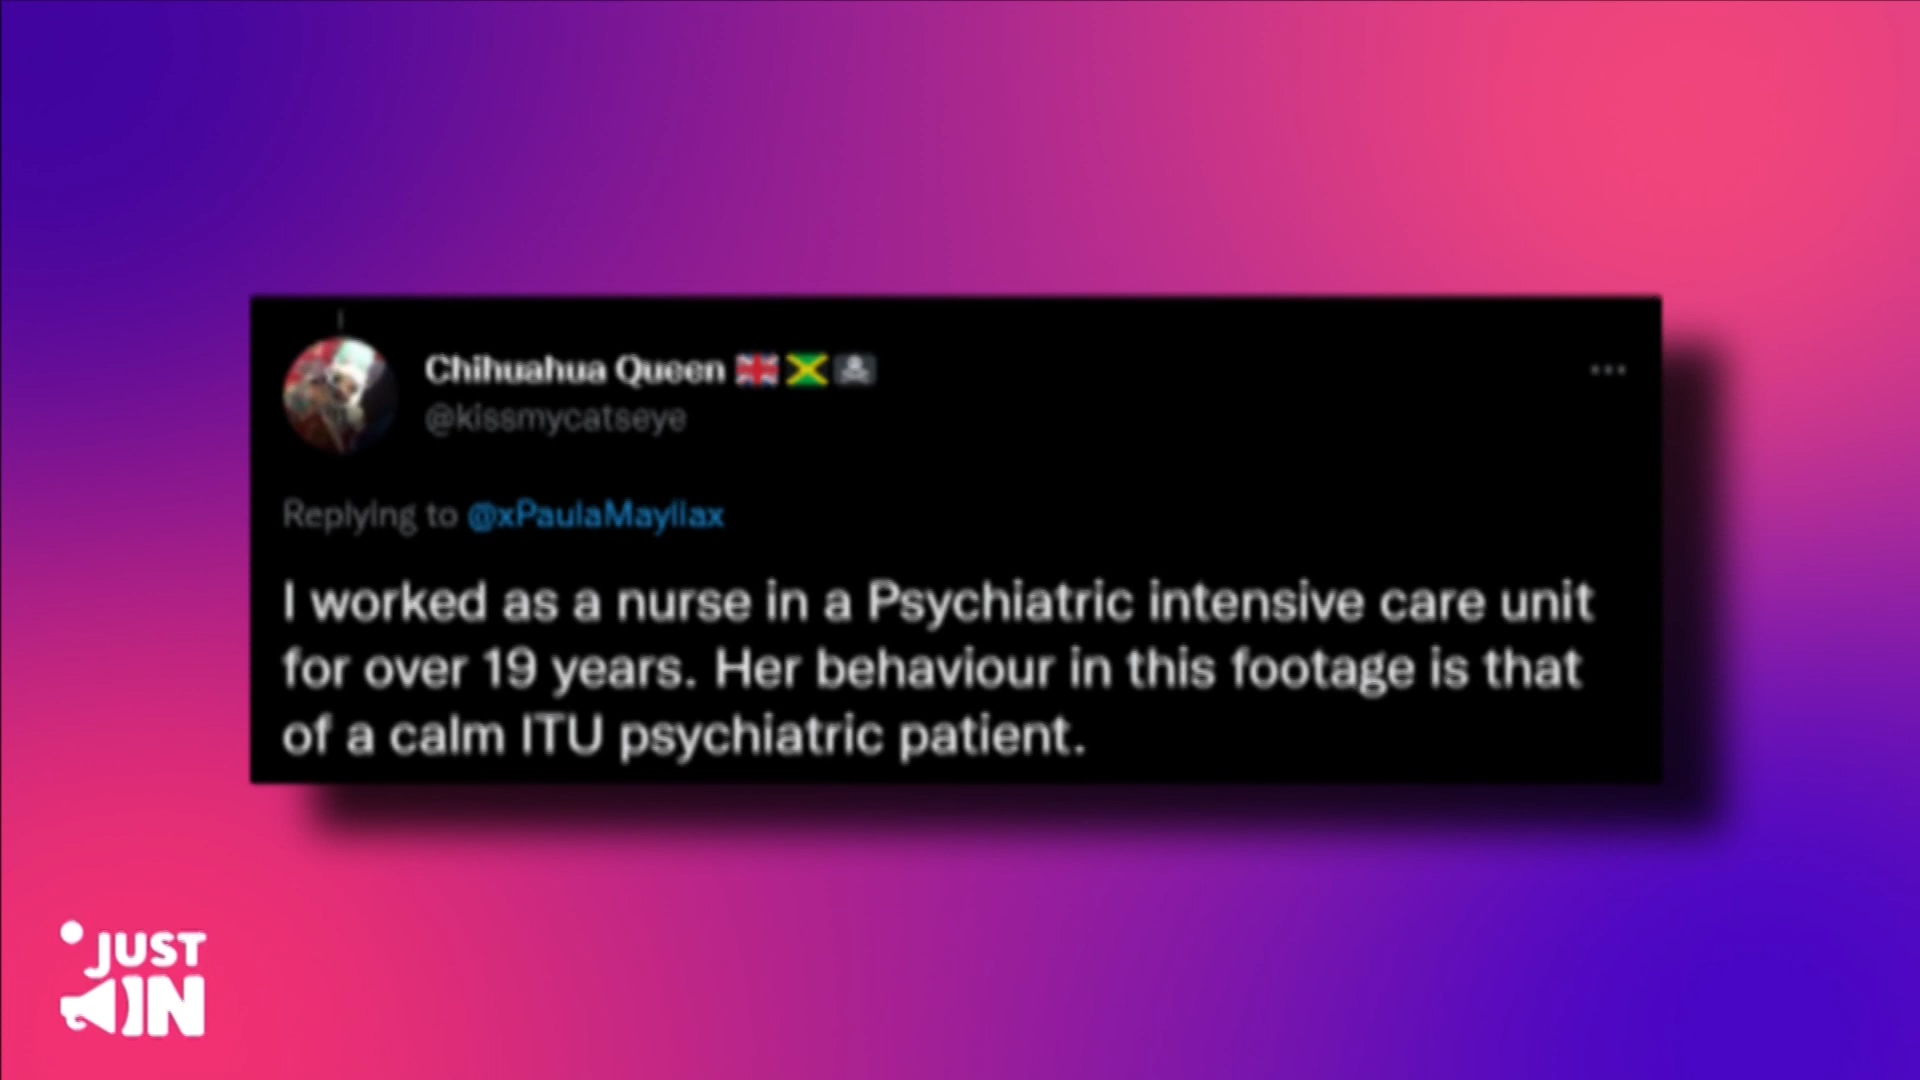 Chihuahua Queen 🇬🇧🇯🇲🏴‍☠️
@kissmycatseye
Replying to @xPaulaMayllax
I worked as a nurse in a Psychiatric intensive care unit
for over 19 years. Her behaviour in this footage is that
of a calm ITU psychiatric patient.
JUST
IN